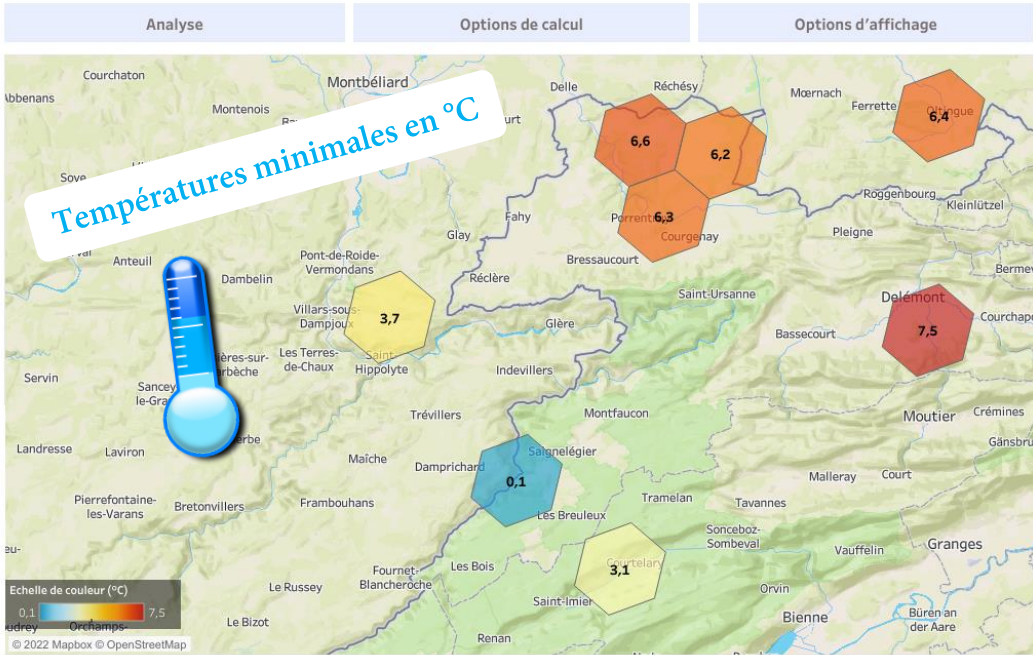 Analyse
Options de calcul
Options d'affichage
Courchaton
Abbenans
Montbéliard
Delle
Réchésy
Mœrnach
Ferrette
Oltingue
6,4
Montenois
6,6
6,2
Températures minimales en °C
Soye
Roggenbourg
Kleinlützel
Fahy
6,3
Courgenay
Pleigne
Glay
Anteuil
Pont-de-Roide-
Vermondans
Bressaucourt
Dambelin
Réclère
Saint-Ursanne
Delémont
Villars-sous-
Dampjoux
3,7
Glère
Bassecourt
7,5
Les Terres-
de-Chaux
Saint-
Hippolyte
Indevillers
Servin
Trévillers
Montfaucon
Moutier
Crémines
Landresse
Laviron
Maîche
Damprichard
Saignelégier
0,1
Malleray
Court
Pierrefontaine-
les-Varans
Bretonvillers
Frambouhans
Les Breuleux
Tramelan
Tavannes
Sonceboz-
Sombeval
Vauffelin
Granges
Fournet-
Blancheroche
Les Bois
Courtelary
3,1
Le Russey
Saint-Imier
Orvin
Bienne
Büren an
der Aare
Echelle de couleur (°C)
0,1
7,5
Orchamps-
Le Bizot
Renan
© 2022 Mapbox © OpenStreetMap